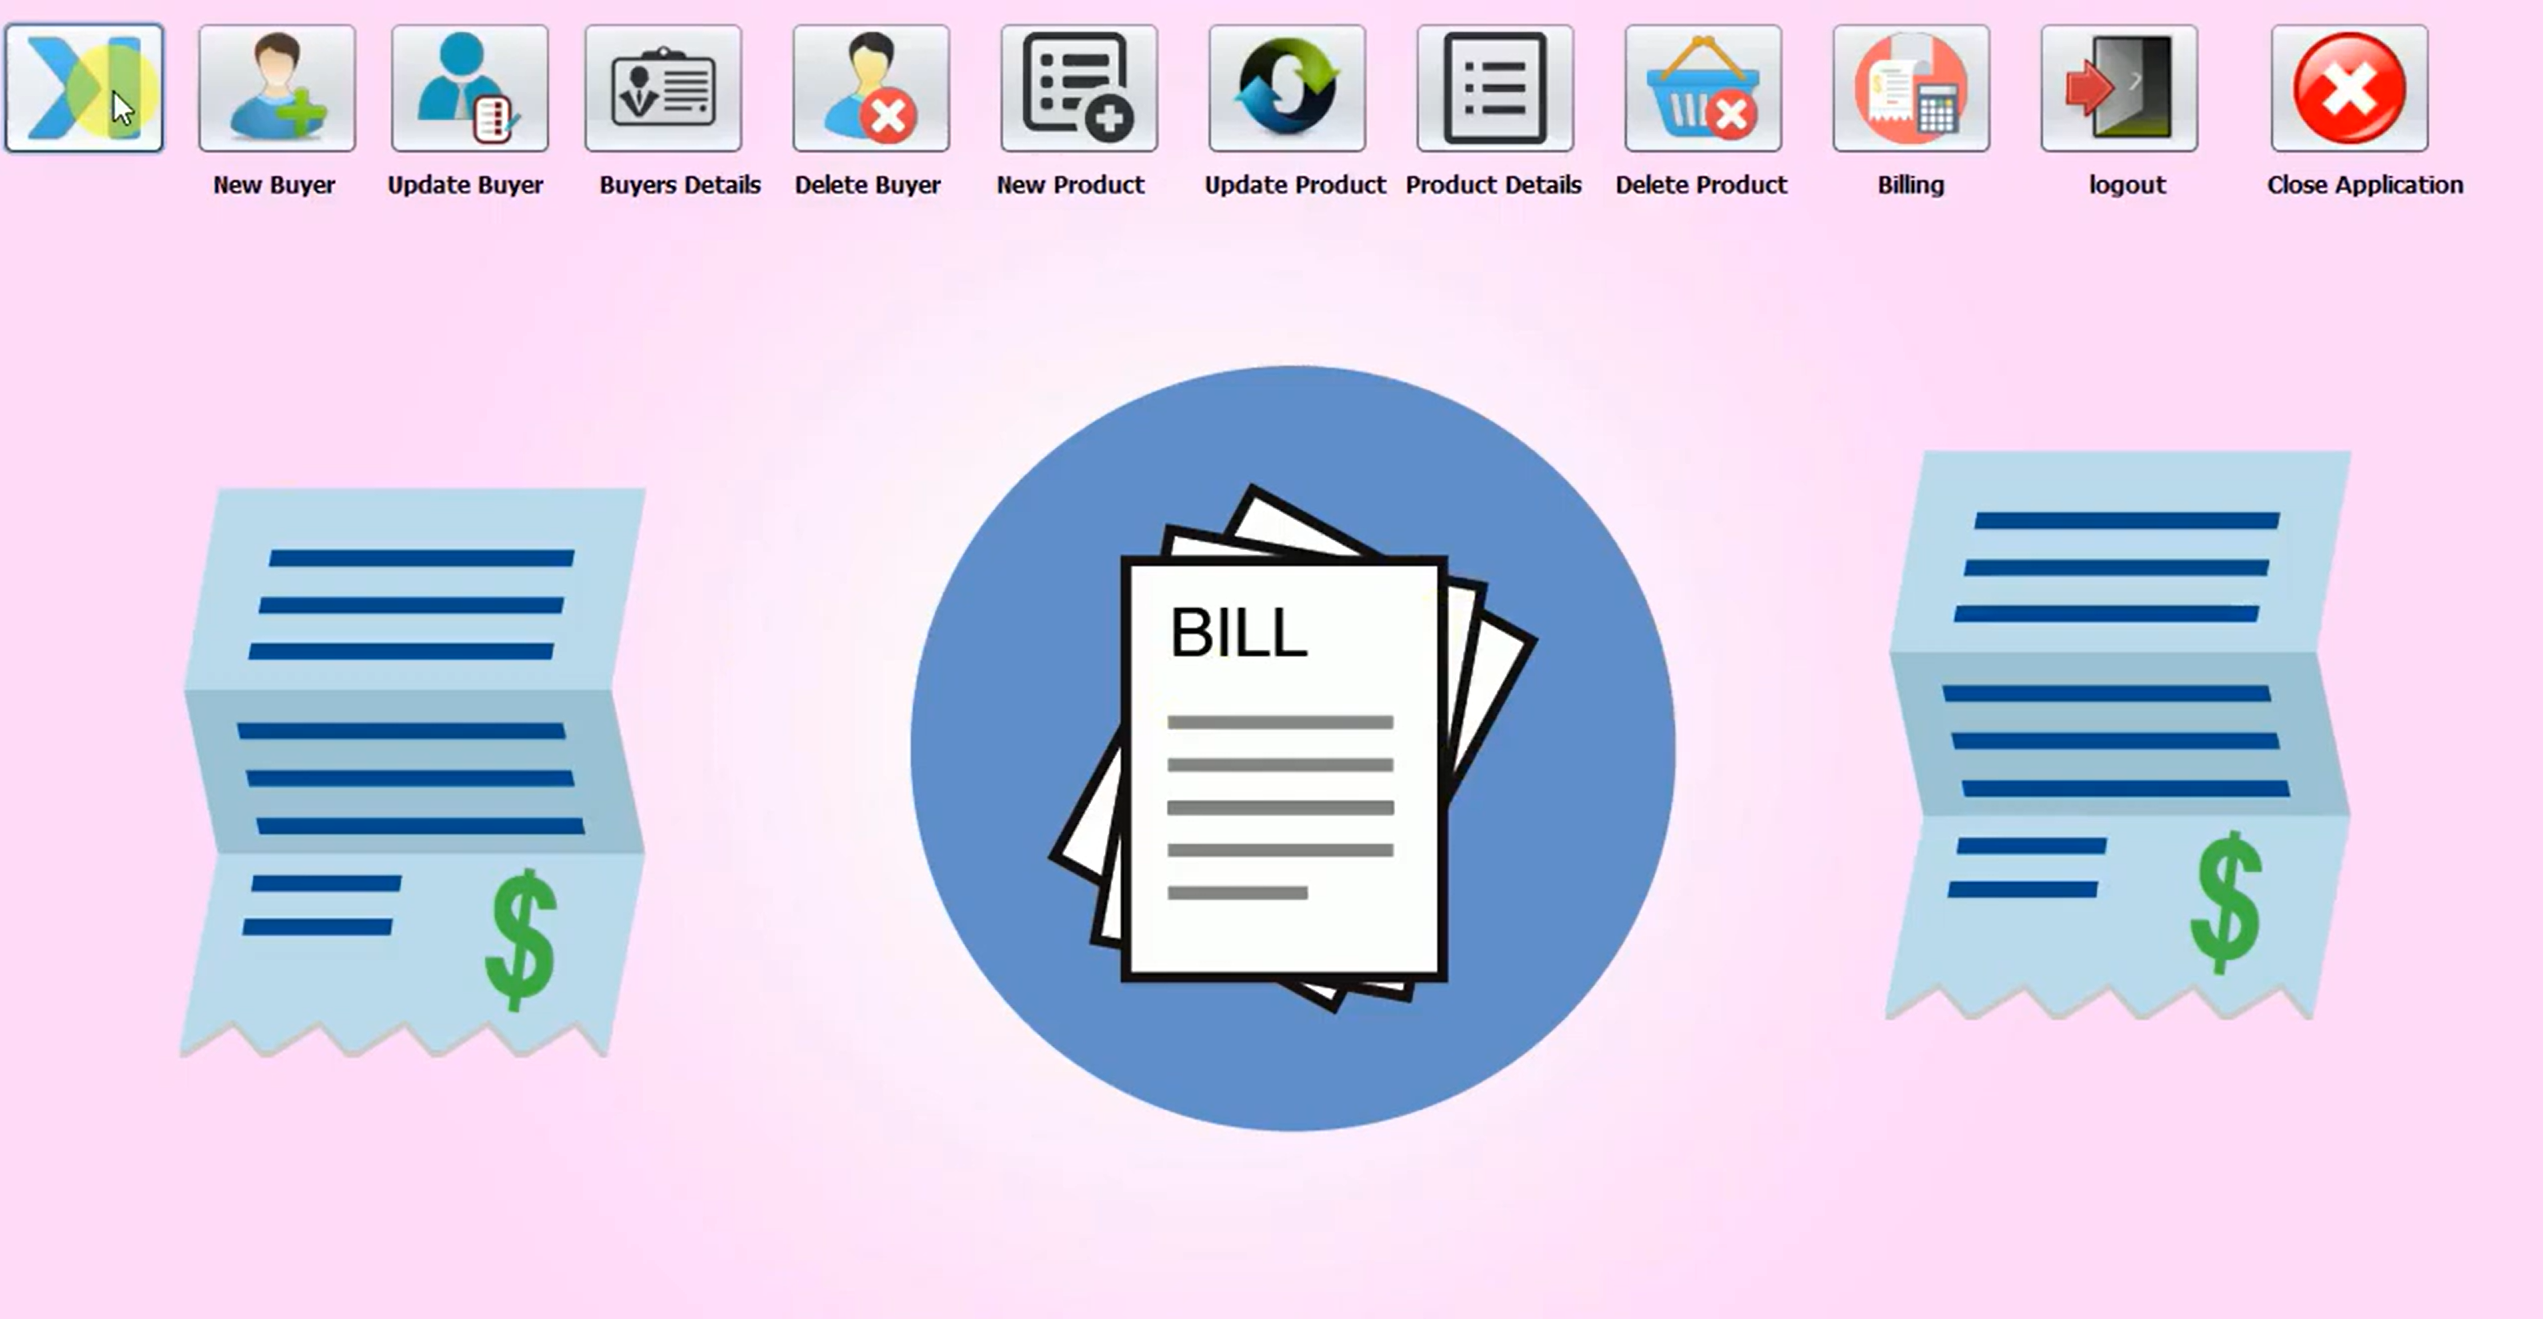 New Buyer
Update Buyer
Buyers Details
Delete Buyer
New Product
Update Product
Product Details
Delete Product
Billing
logout
Close Application
BILL
$
$